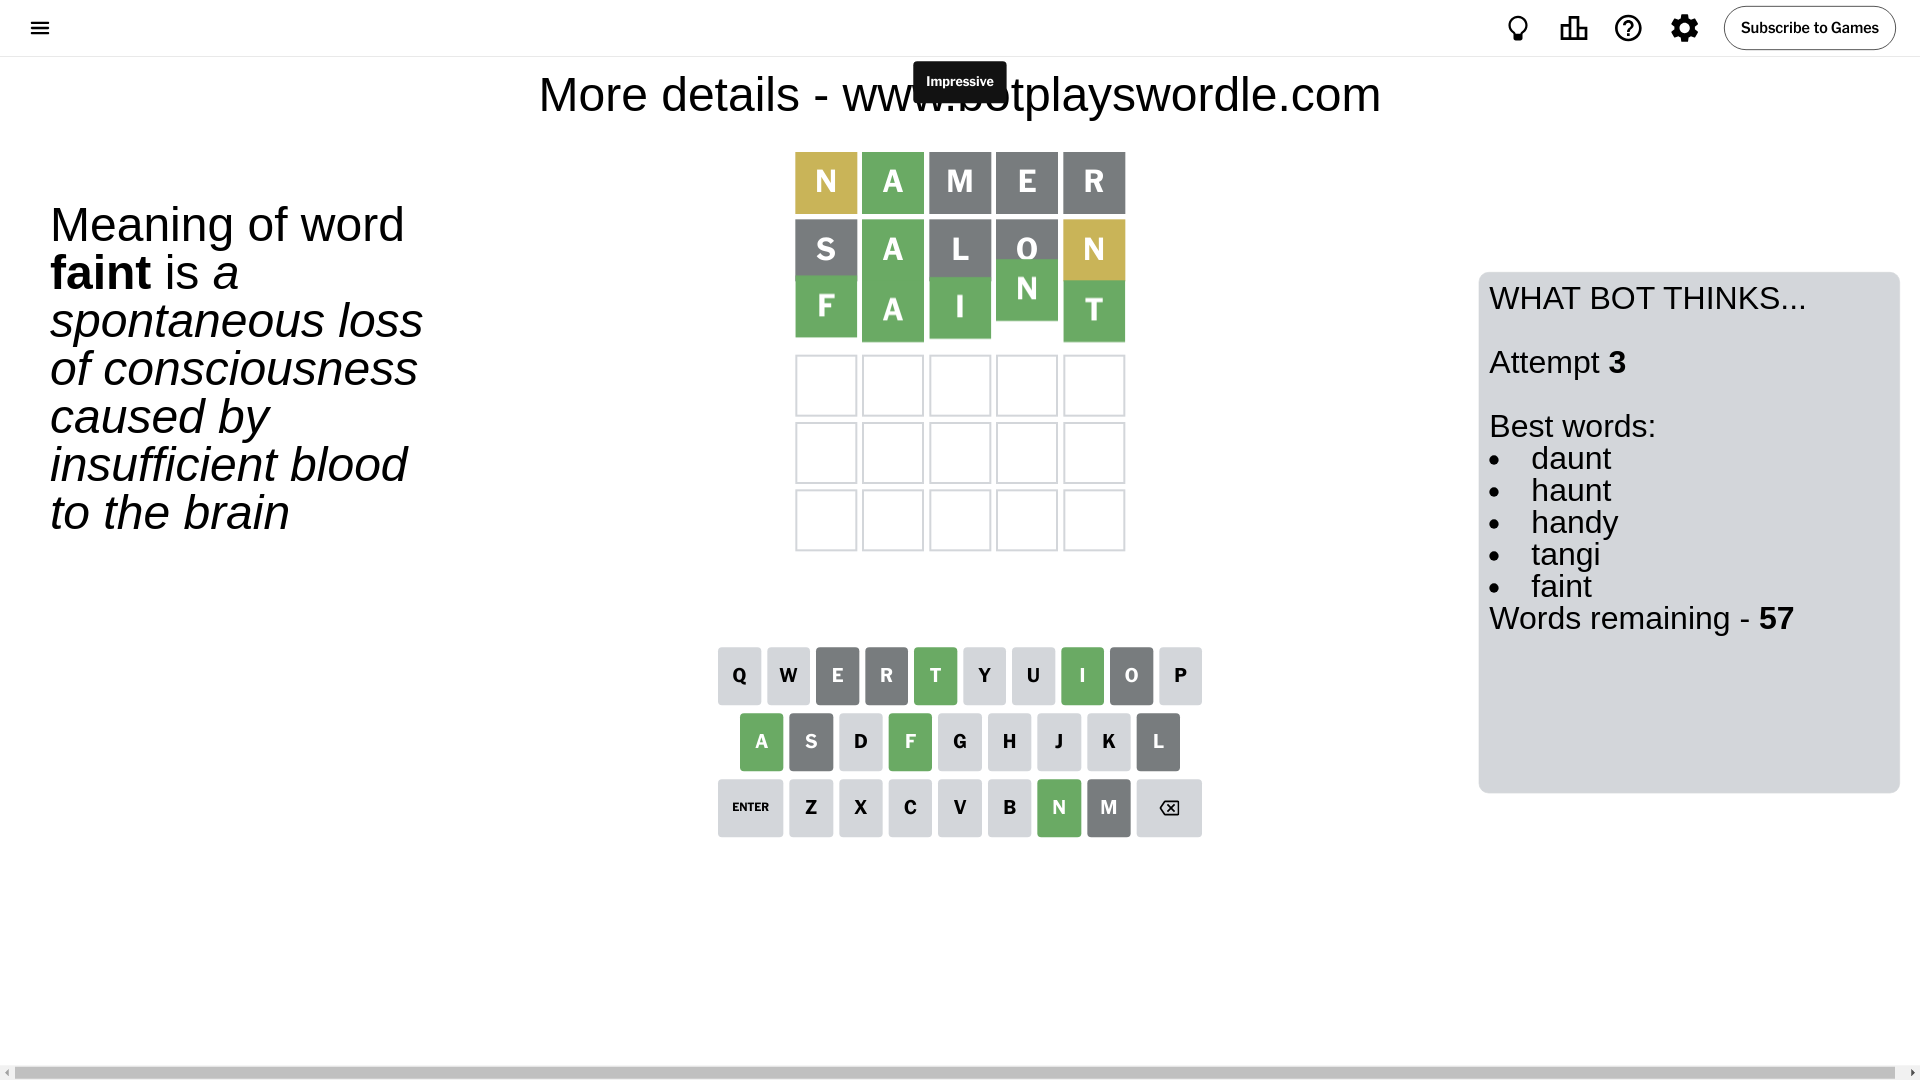 Subscribe to Games
Impressive
More details - www.botplayswordle.com
Meaning of word
faint is a
spontaneous loss
of consciousness
caused by
insufficient blood
to the brain
N A M E R
S A L O N
F A I N T
WHAT BOT THINKS...
Attempt 3
Best words:
• daunt
• haunt
• handy
• tangi
• faint
Words remaining - 57
Q W E R T Y U I O P
A S D F G H J K L
ENTER Z X C V B N M